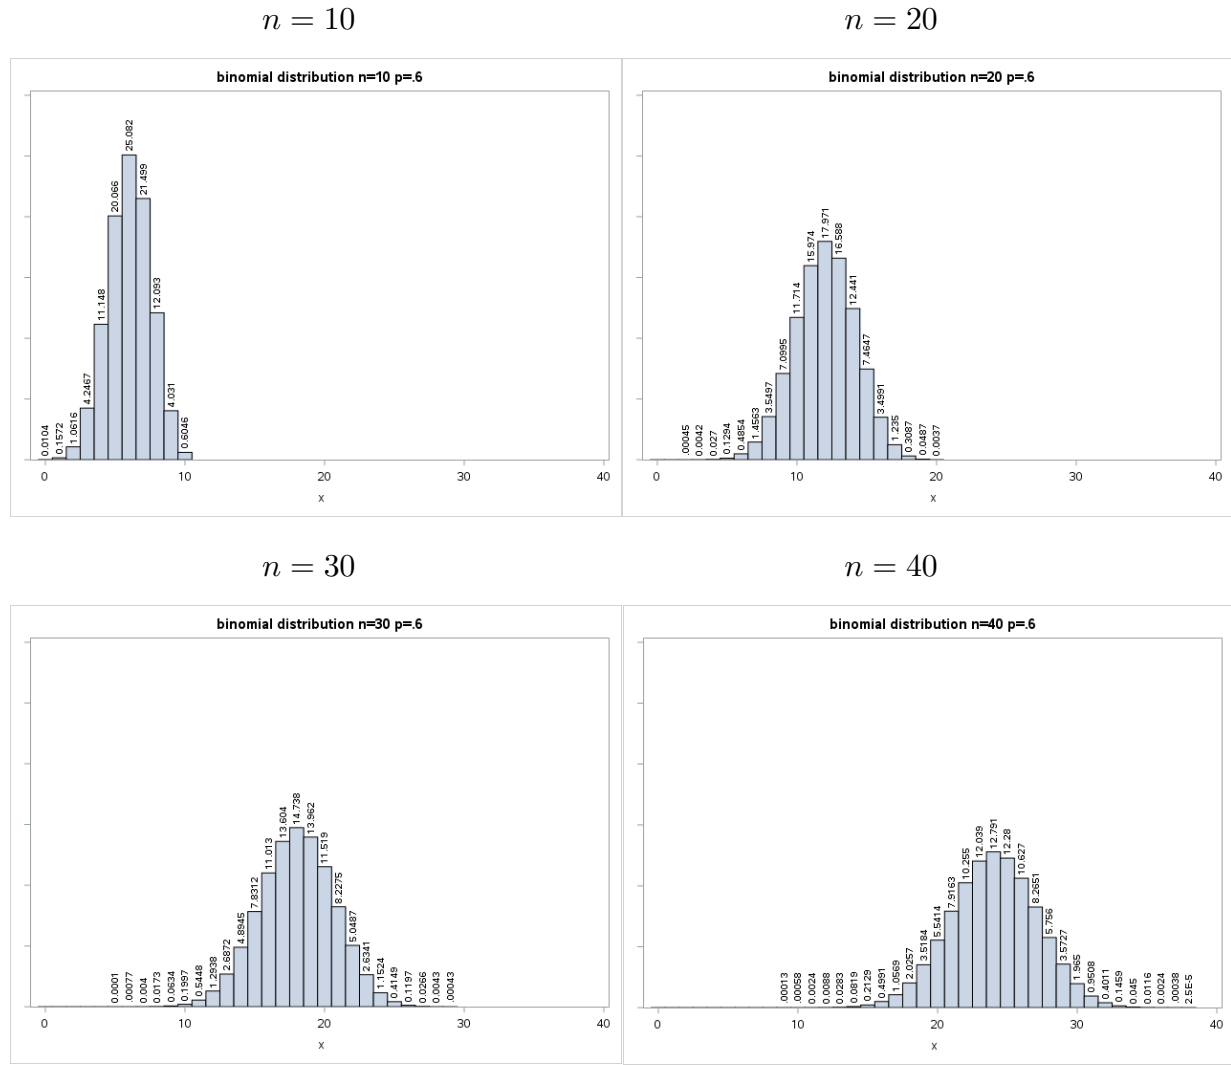 n = 10
n = 20
binomial distribution n=10 p=.6
0.0104 0.1572 1.0616 4.2467 11.148 20.066 25.082 21.499 12.093 4.031 0.6046
0 10 20 30 40
x
binomial distribution n=20 p=.6
.00045 0.0042 0.027 0.1294 0.4854 1.4563 3.5497 7.0995 11.714 15.974 17.971 16.588 12.441 7.4647 3.4991 1.235 0.3087 0.0487 0.0037
0 10 20 30 40
x
n = 30
n = 40
binomial distribution n=30 p=.6
0.0001 .00077 0.004 0.0173 0.0634 0.1997 0.5448 1.2938 2.6872 4.8945 7.8312 11.013 13.604 14.738 13.962 11.519 8.2275 5.0487 2.6341 1.1524 0.4149 0.1197 0.0266 0.0043 .00043
0 10 20 30 40
x
binomial distribution n=40 p=.6
.00013 .00058 0.0024 0.0088 0.0283 0.0819 0.2129 0.4991 1.0569 2.0257 3.5184 5.5414 7.9163 10.255 12.039 12.791 12.28 10.627 8.2651 5.756 3.5727 1.965 0.9508 0.4011 0.1459 0.045 0.0116 0.0024 .00038 2.5E-5
0 10 20 30 40
x